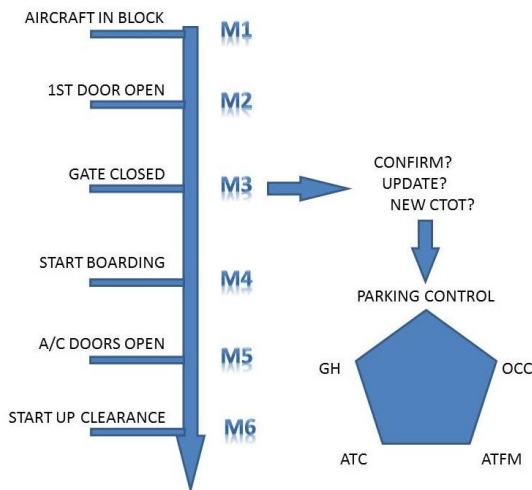 AIRCRAFT IN BLOCK
M1
1ST DOOR OPEN
M2
GATE CLOSED
M3
CONFIRM?
UPDATE?
NEW CTOT?
START BOARDING
M4
PARKING CONTROL
A/C DOORS OPEN
M5
GH
OCC
START UP CLEARANCE
M6
ATC
ATFM